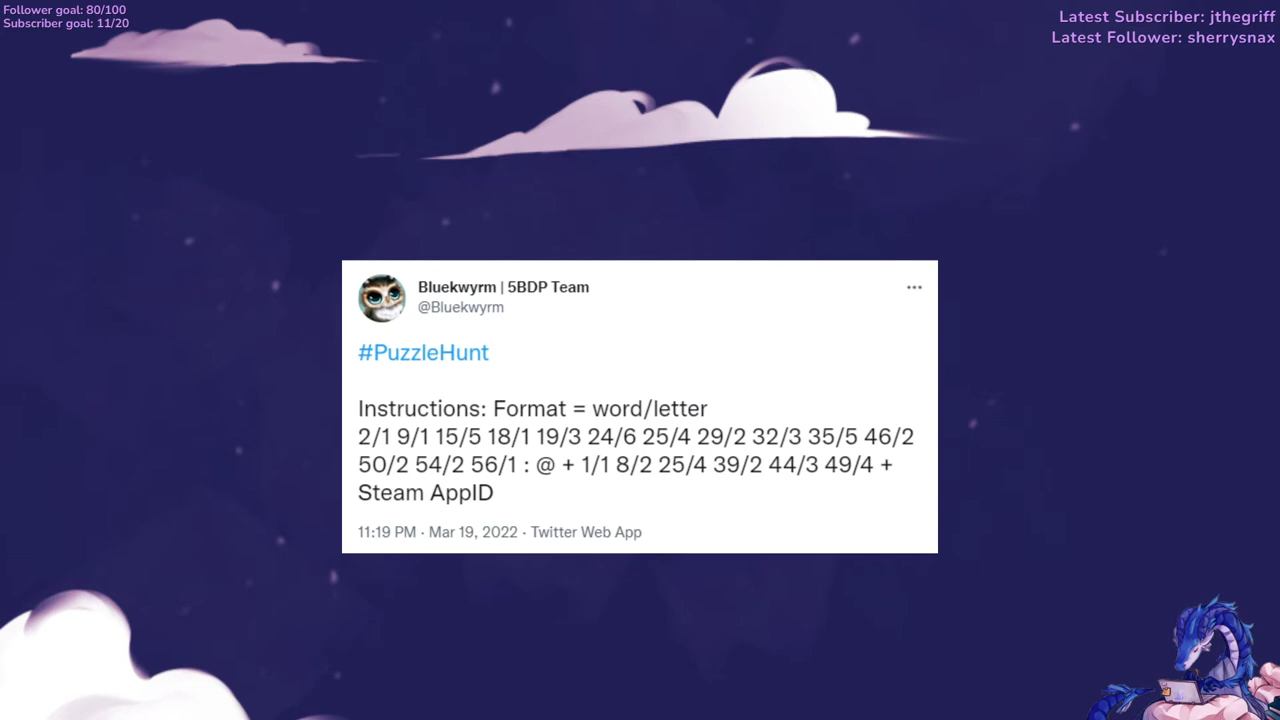 Follower goal: 80/100
Subscriber goal: 11/20
Latest Subscriber: jthegriff
Latest Follower: sherrysnax
Bluekwyrm | 5BDP Team
@Bluekwyrm
#PuzzleHunt
Instructions: Format = word/letter
2/1 9/1 15/5 18/1 19/3 24/6 25/4 29/2 32/3 35/5 46/2
50/2 54/2 56/1 : @ + 1/1 8/2 25/4 39/2 44/3 49/4 +
Steam AppID
11:19 PM · Mar 19, 2022 · Twitter Web App